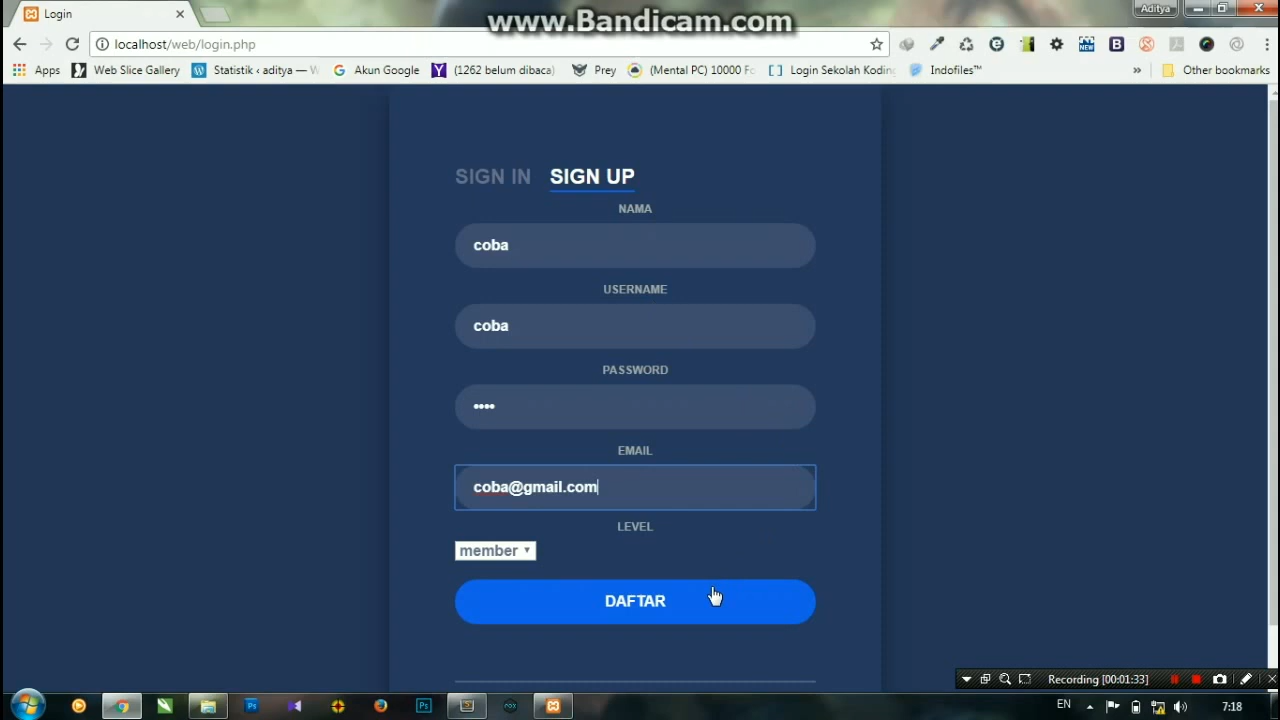 Login
www.Bandicam.com
Aditya
localhost/web/login.php
Apps
Web Slice Gallery
Statistik ‹ aditya —
Akun Google
(1262 belum dibaca)
Prey
(Mental PC) 10000 Fo
Login Sekolah Koding
Indofiles™
»
Other bookmarks
SIGN IN SIGN UP
NAMA
coba
USERNAME
coba
PASSWORD
••••
EMAIL
coba@gmail.com
LEVEL
member
DAFTAR
Recording [00:01:33]
EN
7:18